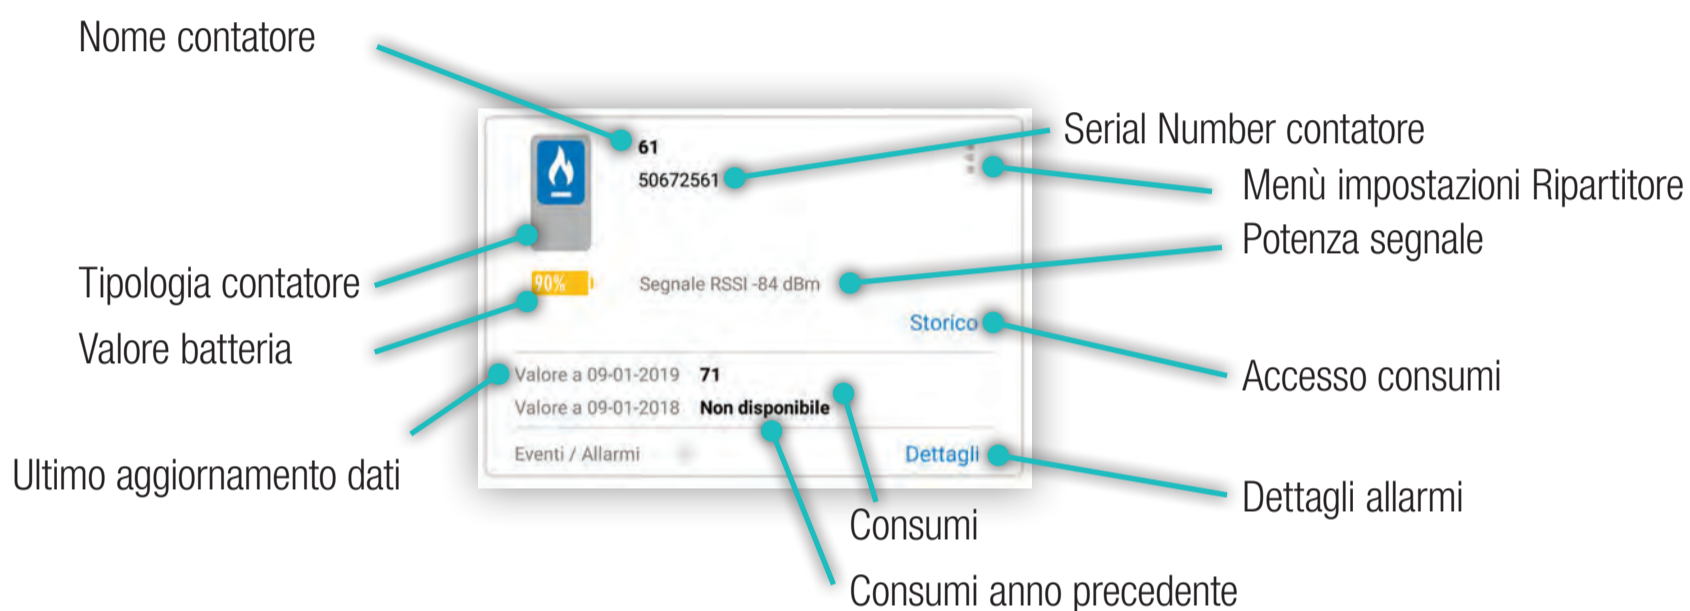 Nome contatore
Serial Number contatore
61
50672561
Menù impostazioni Ripartitore
Potenza segnale
Tipologia contatore
90%
Segnale RSSI -84 dBm
Valore batteria
Storico
Accesso consumi
Valore a 09-01-2019 71
Valore a 09-01-2018 Non disponibile
Ultimo aggiornamento dati
Eventi / Allarmi
Dettagli
Dettagli allarmi
Consumi
Consumi anno precedente